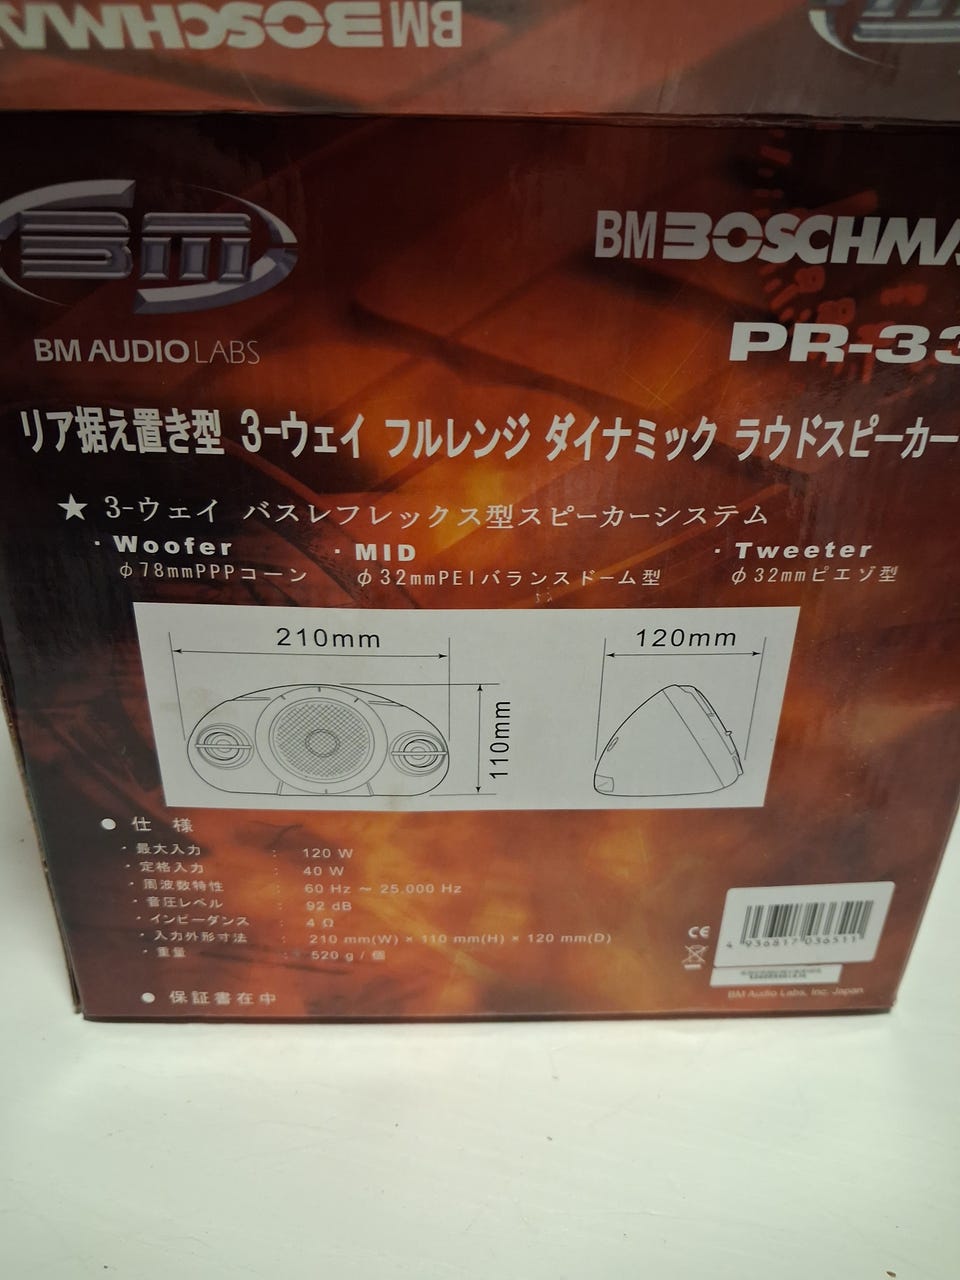 BM BOSCHMA
BM
BM AUDIO LABS
BM BOSCHMA
PR-33
リア据え置き型 3-ウェイ フルレンジ ダイナミック ラウドスピーカー
★ 3-ウェイ バスレフレックス型スピーカーシステム
・Woofer ・MID ・Tweeter
φ78mmPPPコーン φ32mmPEIバランスドーム型 φ32mmピエゾ型
210mm 120mm
110mm
● 仕 様
・最大入力 : 120 W
・定格入力 : 40 W
・周波数特性 : 60 Hz ～ 25,000 Hz
・音圧レベル : 92 dB
・インピーダンス : 4 Ω
・入力外形寸法 : 210 mm(W) × 110 mm(H) × 120 mm(D)
・重量 : 520 g / 個
● 保証書在中
CE
4 936817 036511
BM Audio Labs, Inc. Japan